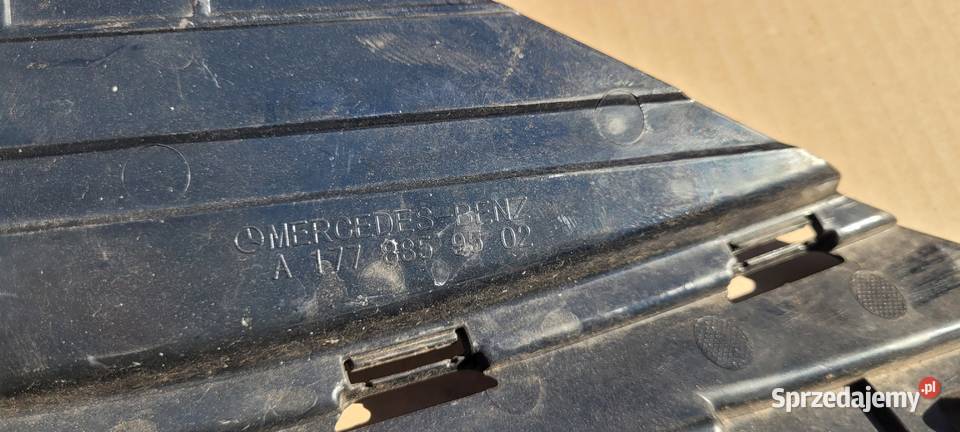 MERCEDES-BENZ
A 177 885 95 02
Sprzedajemy.pl